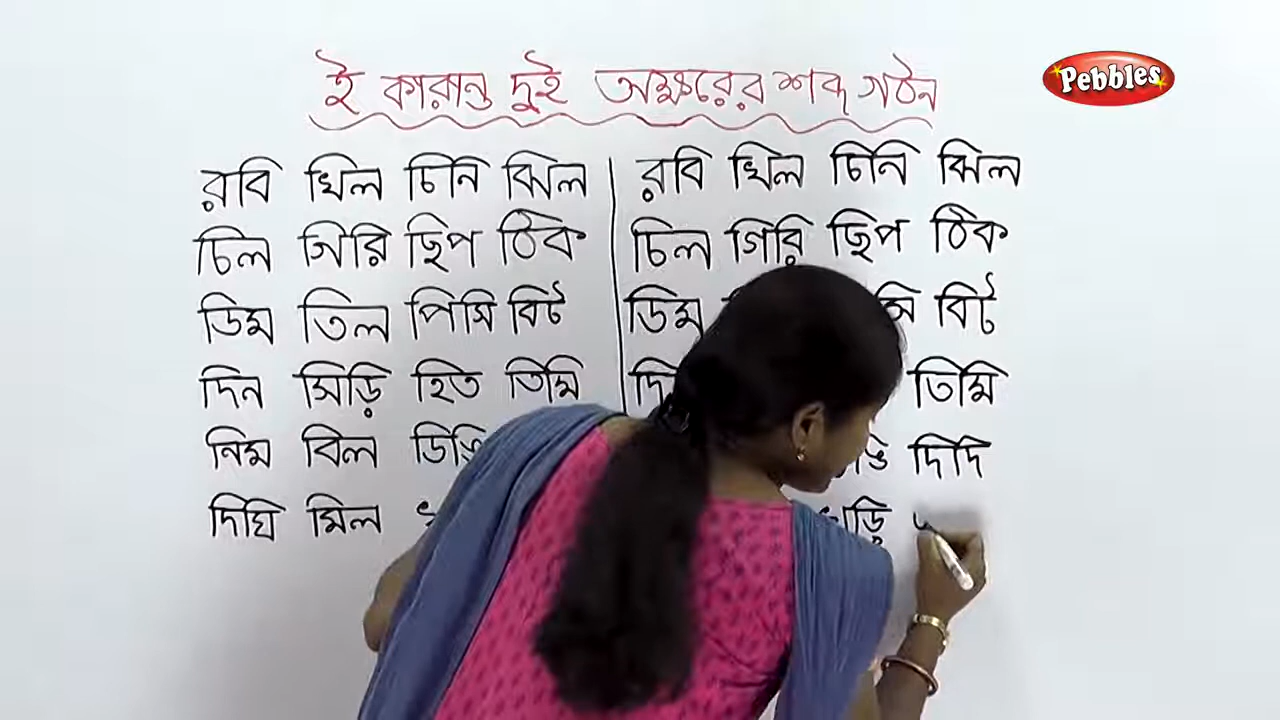 ই কারান্ত দুই অক্ষরের শব্দ গঠন
Pebbles
রবি খিল চিনি ঝিল রবি খিল চিনি ঝিল
চিল গিরি ছিপ ঠিক চিল গিরি ছিপ ঠিক
ডিম তিল পিসি বিট ডিম বিট
দিন সিঁড়ি হিত তিমি তিমি
নিম বিল দিদি
দিঘি মিল